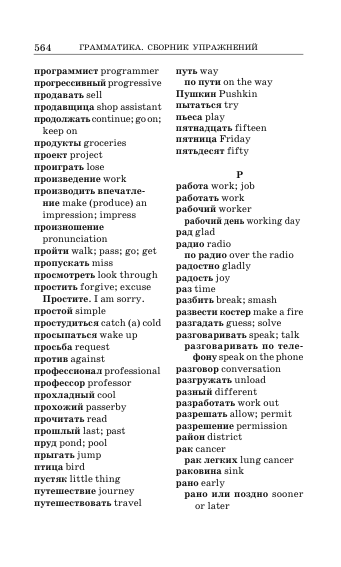 564 ГРАММАТИКА. СБОРНИК УПРАЖНЕНИЙ
программист programmer
прогрессивный progressive
продавать sell
продавщица shop assistant
продолжать continue; go on;
keep on
продукты groceries
проект project
проиграть lose
произведение work
производить впечатле-
ние make (produce) an
impression; impress
произношение
pronunciation
пройти walk; pass; go; get
пропускать miss
просмотреть look through
простить forgive; excuse
Простите. I am sorry.
простой simple
простудиться catch (a) cold
просыпаться wake up
просьба request
против against
профессионал professional
профессор professor
прохладный cool
прохожий passerby
прочитать read
прошлый last; past
пруд pond; pool
прыгать jump
птица bird
пустяк little thing
путешествие journey
путешествовать travel
путь way
по пути on the way
Пушкин Pushkin
пытаться try
пьеса play
пятнадцать fifteen
пятница Friday
пятьдесят fifty
Р
работа work; job
работать work
рабочий worker
рабочий день working day
рад glad
радио radio
по радио over the radio
радостно gladly
радость joy
раз time
разбить break; smash
развести костер make a fire
разгадать guess; solve
разговаривать speak; talk
разговаривать по теле-
фону speak on the phone
разговор conversation
разгружать unload
разный different
разработать work out
разрешать allow; permit
разрешение permission
район district
рак cancer
рак легких lung cancer
раковина sink
рано early
рано или поздно sooner
or later